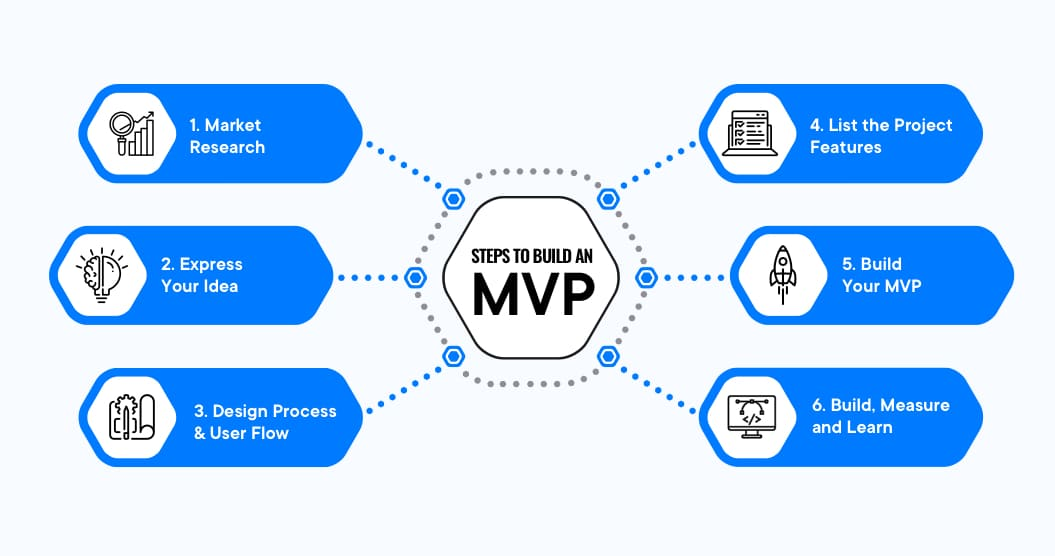 1. Market
Research
2. Express
Your Idea
3. Design Process
& User Flow
STEPS TO BUILD AN
MVP
4. List the Project
Features
5. Build
Your MVP
6. Build, Measure
and Learn